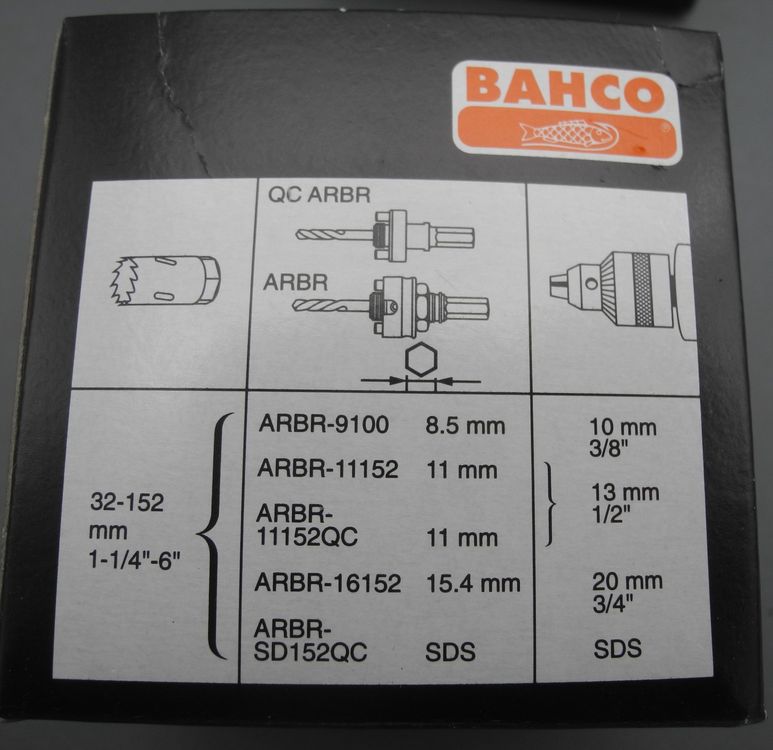 BAHCO
®
QC ARBR
ARBR
32-152
mm
1-1/4"-6"
ARBR-9100 8.5 mm
ARBR-11152 11 mm
ARBR-
11152QC 11 mm
ARBR-16152 15.4 mm
ARBR-
SD152QC SDS
10 mm
3/8"
13 mm
1/2"
20 mm
3/4"
SDS